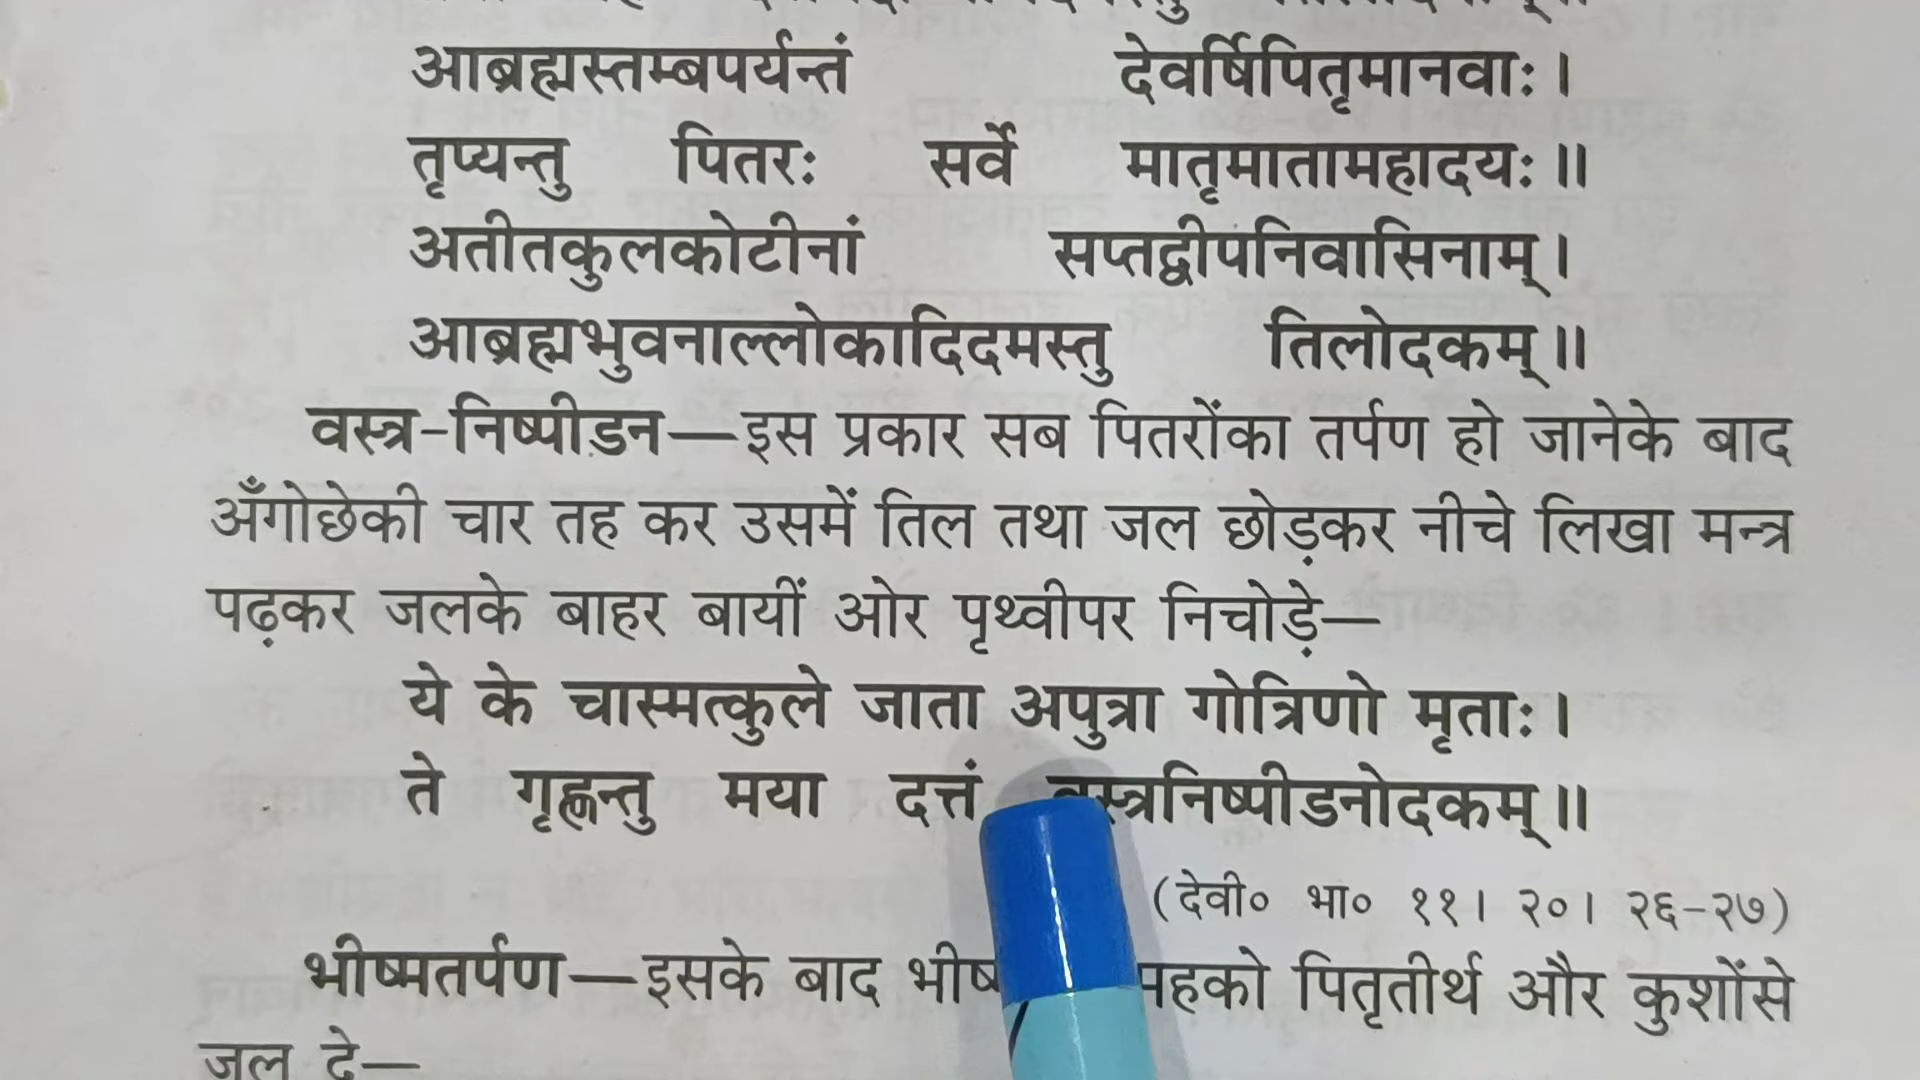 आब्रह्मस्तम्बपर्यन्तं देवर्षिपितृमानवाः।
तृप्यन्तु पितरः सर्वे मातृमातामहादयः॥
अतीतकुलकोटीनां सप्तद्वीपनिवासिनाम्।
आब्रह्मभुवनाल्लोकादिदमस्तु तिलोदकम्॥
वस्त्र-निष्पीडन—इस प्रकार सब पितरोंका तर्पण हो जानेके बाद
अँगोछेकी चार तह कर उसमें तिल तथा जल छोड़कर नीचे लिखा मन्त्र
पढ़कर जलके बाहर बायीं ओर पृथ्वीपर निचोड़े—
ये के चास्मत्कुले जाता अपुत्रा गोत्रिणो मृताः।
ते गृह्णन्तु मया दत्तं वस्त्रनिष्पीडनोदकम्॥
(देवी० भा० ११। २०। २६-२७)
भीष्मतर्पण—इसके बाद पितृतीर्थ और कुशोंसे
जल दे—